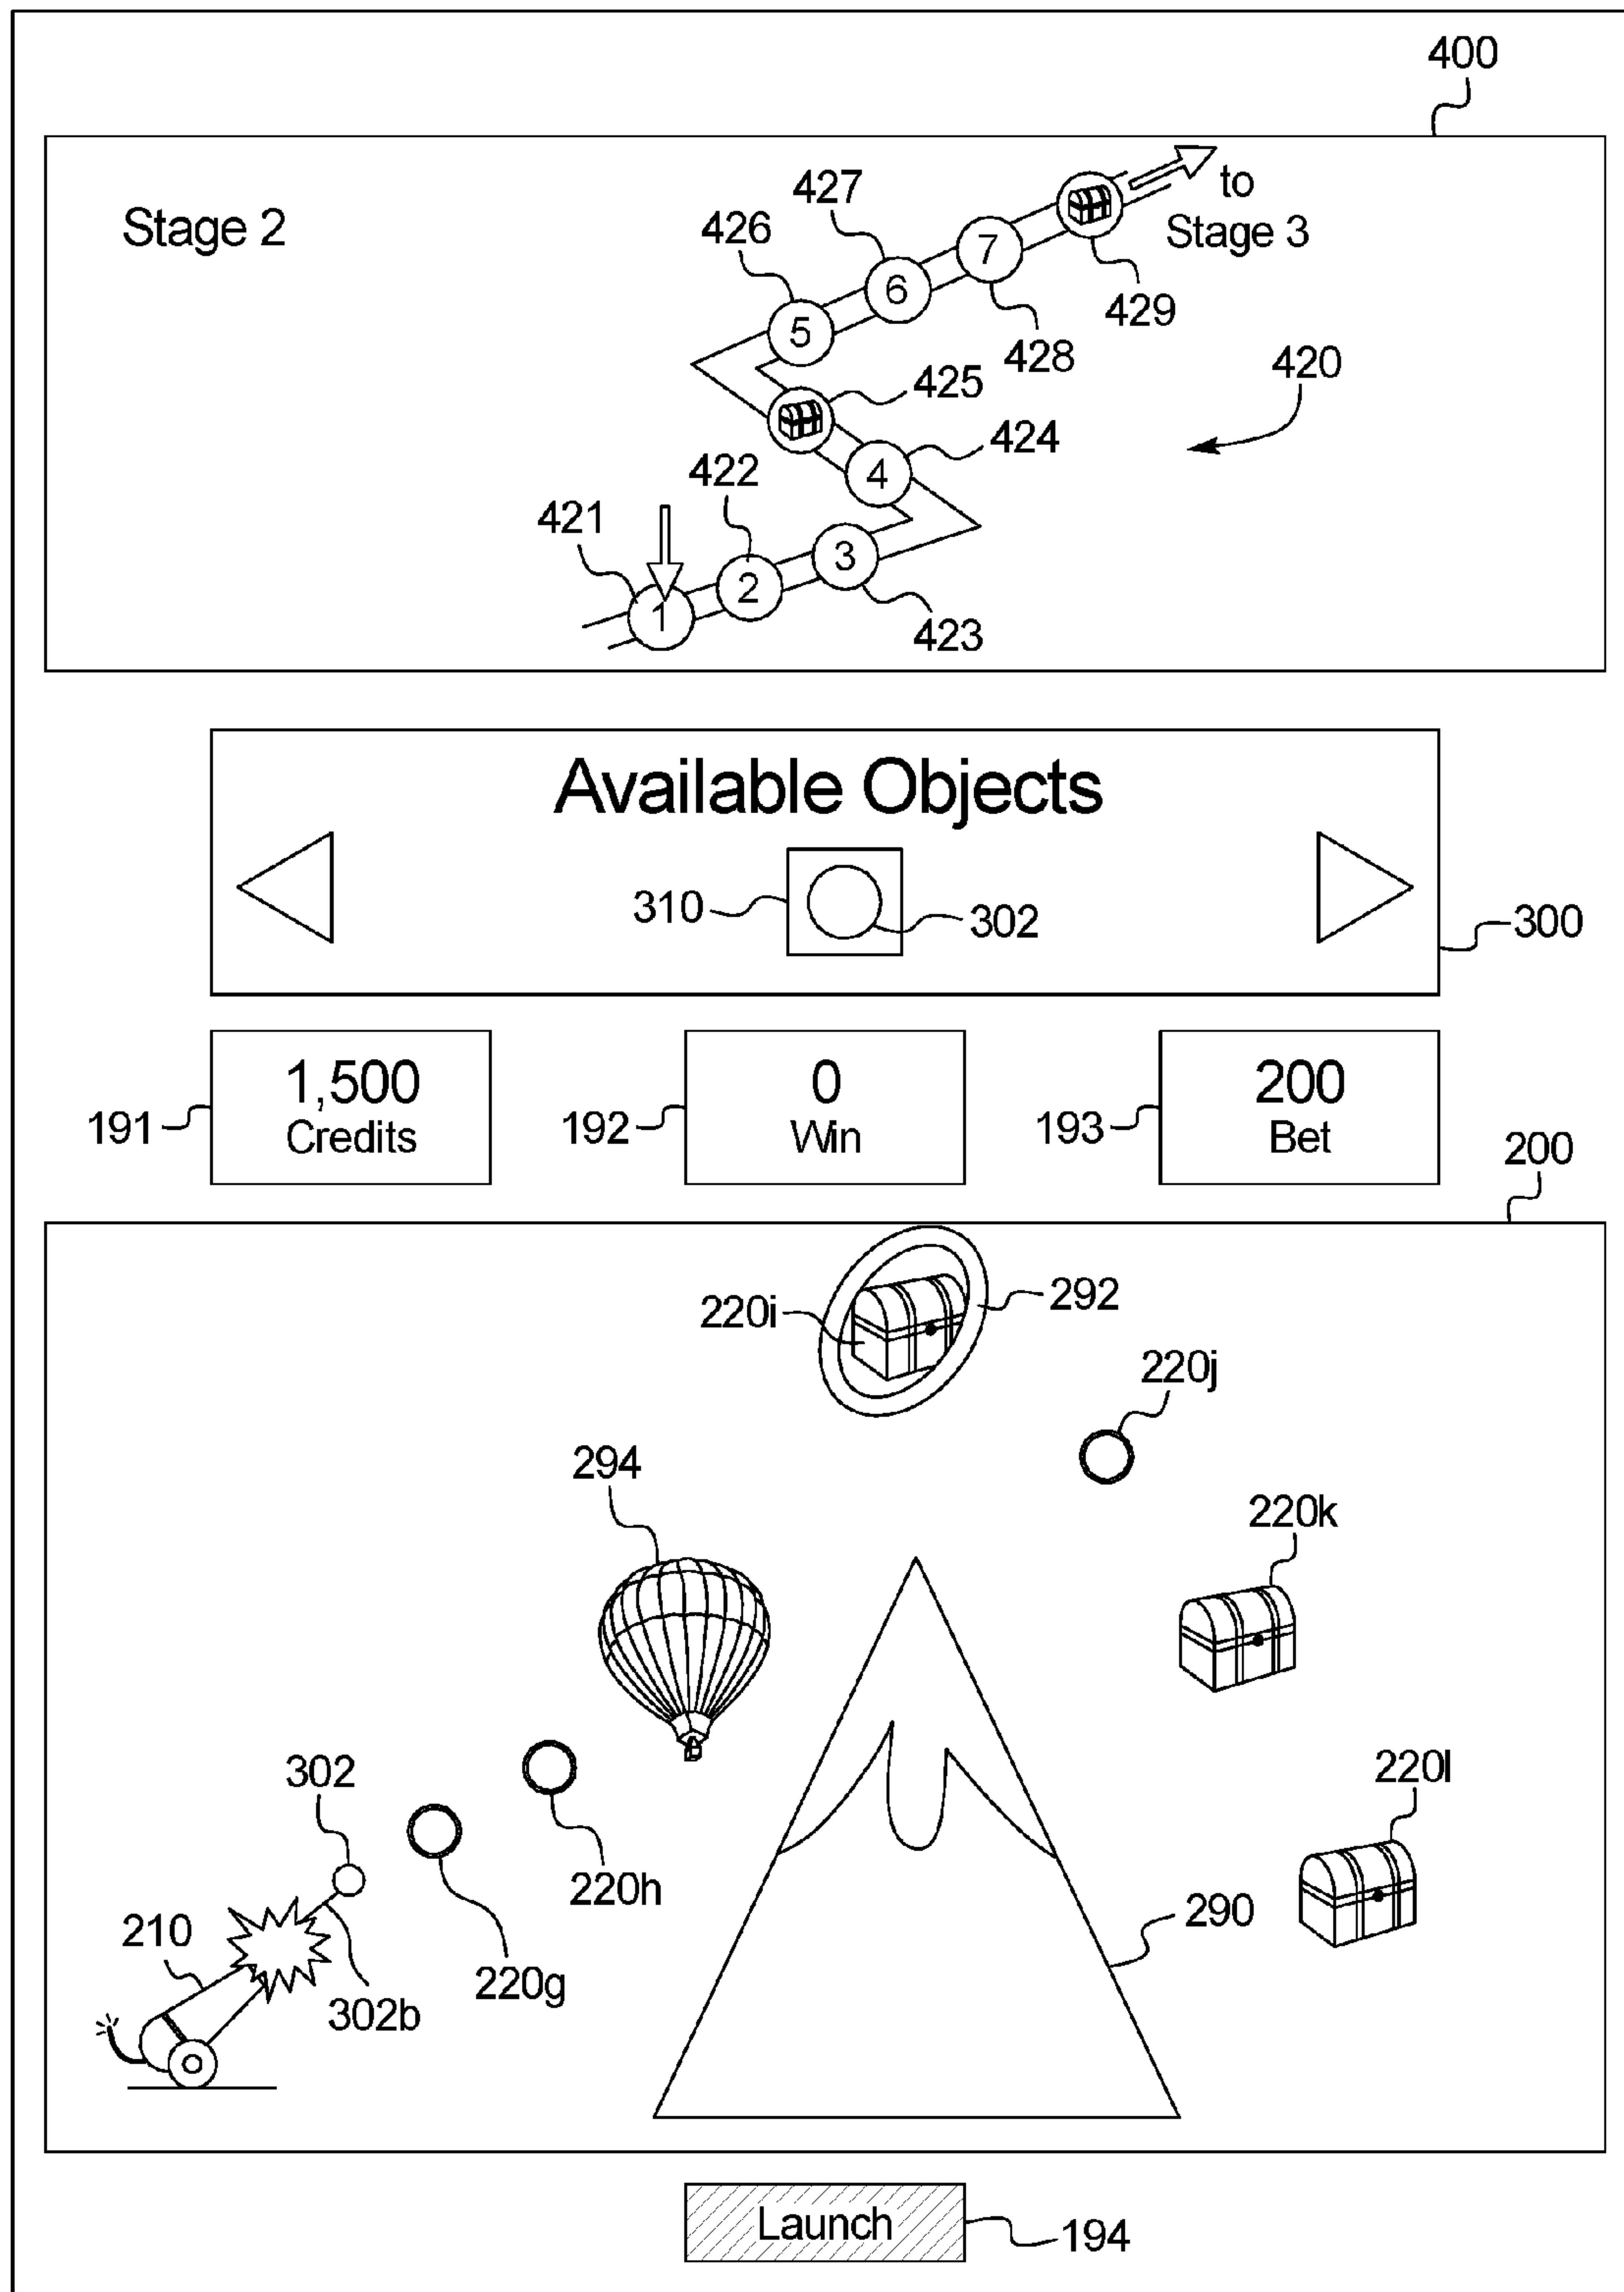 400
Stage 2
to
Stage 3
427
426
7
6
429
5
428
420
425
424
4
422
421
3
2
1
423
Available Objects
310
302
300
1,500
Credits
0
Win
200
Bet
191
192
193
200
220i
292
220j
294
220k
302
220l
220h
210
290
220g
302b
Launch
194